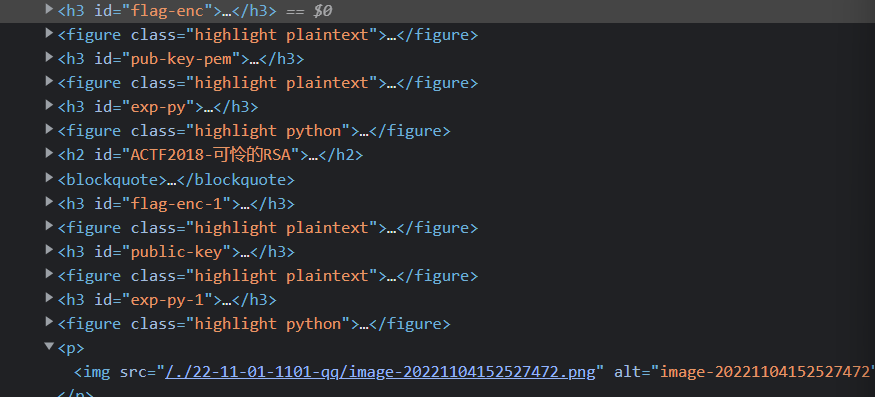 ▶<h3 id="flag-enc">…</h3> == $0
▶<figure class="highlight plaintext">…</figure>
▶<h3 id="pub-key-pem">…</h3>
▶<figure class="highlight plaintext">…</figure>
▶<h3 id="exp-py">…</h3>
▶<figure class="highlight python">…</figure>
▶<h2 id="ACTF2018-可怜的RSA">…</h2>
▶<blockquote>…</blockquote>
▶<h3 id="flag-enc-1">…</h3>
▶<figure class="highlight plaintext">…</figure>
▶<h3 id="public-key">…</h3>
▶<figure class="highlight plaintext">…</figure>
▶<h3 id="exp-py-1">…</h3>
▶<figure class="highlight python">…</figure>
▼<p>
<img src="/./22-11-01-1101-qq/image-20221104152527472.png" alt="image-20221104152527472"
</p>